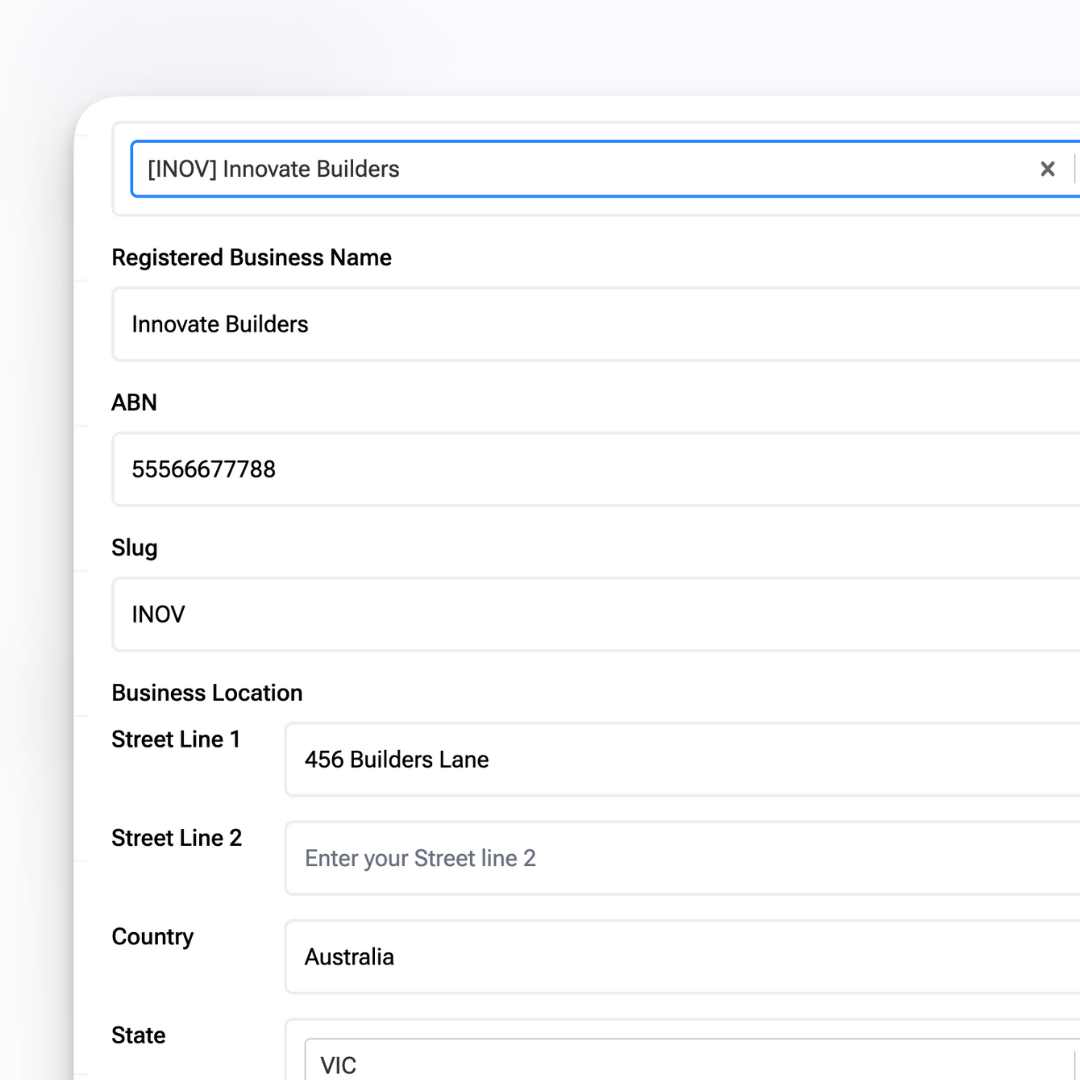 [INOV] Innovate Builders
Registered Business Name
Innovate Builders
ABN
55566677788
Slug
INOV
Business Location
Street Line 1
456 Builders Lane
Street Line 2
Enter your Street line 2
Country
Australia
State
VIC